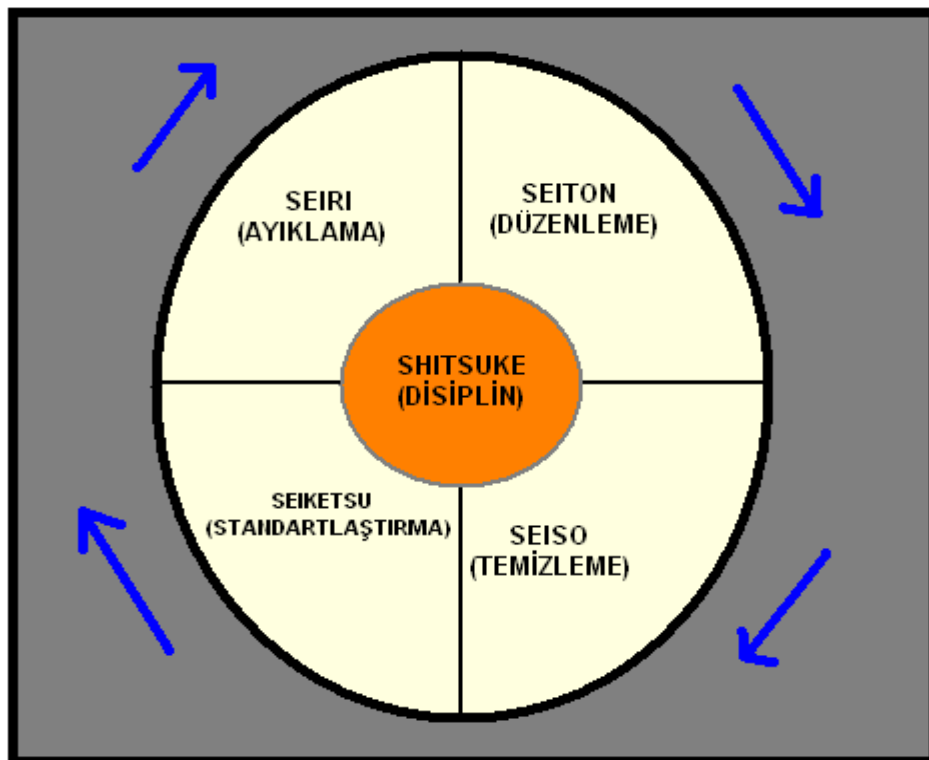 SEIRI
(AYIKLAMA)
SEITON
(DÜZENLEME)
SHITSUKE
(DİSİPLİN)
SEIKETSU
(STANDARTLAŞTIRMA)
SEISO
(TEMİZLEME)